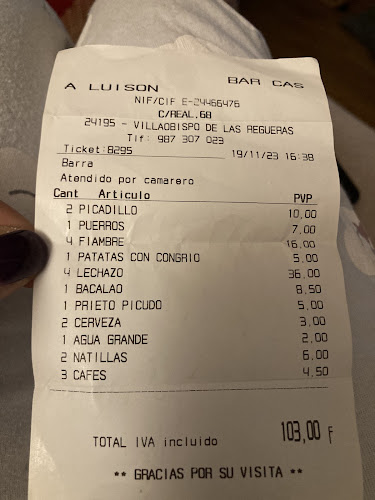 A LUISON BAR CAS
NIF/CIF E-24466476
C/REAL,68
24195 - VILLAOBISPO DE LAS REGUERAS
Tlf: 987 307 023
Ticket:8295 19/11/23 16:38
Barra
Atendido por camarero
Cant Articulo PVP
2 PICADILLO 10,00
1 PUERROS 7,00
4 FIAMBRE 16,00
1 PATATAS CON CONGRIO 5,00
4 LECHAZO 36,00
1 BACALAO 8,50
1 PRIETO PICUDO 5,00
2 CERVEZA 3,00
1 AGUA GRANDE 2,00
2 NATILLAS 6,00
3 CAFES 4,50
TOTAL IVA incluido 103,00 F
** GRACIAS POR SU VISITA **